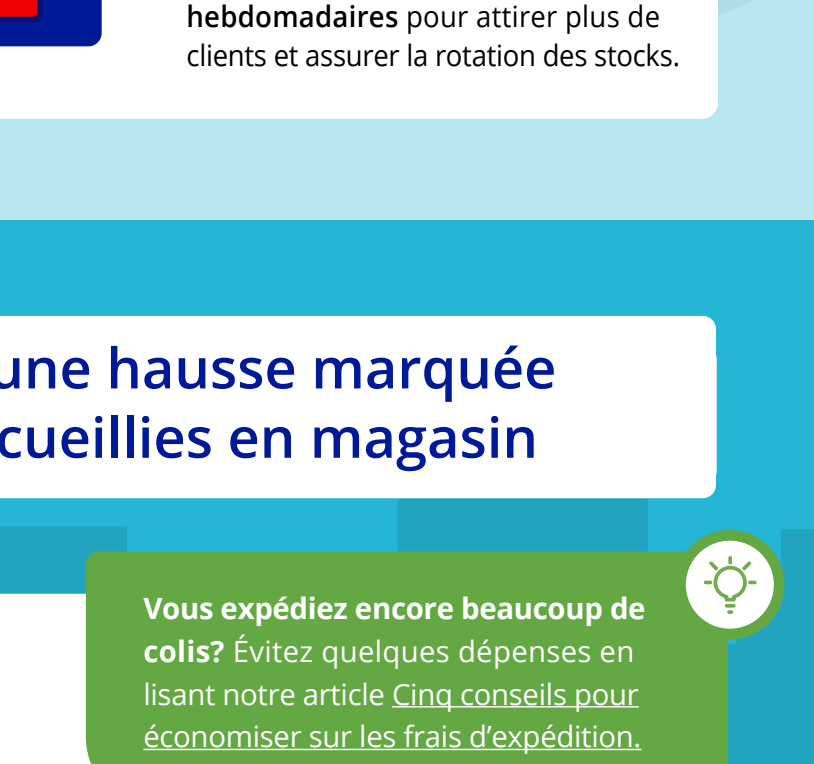 hebdomadaires pour attirer plus de
clients et assurer la rotation des stocks.
une hausse marquée
cueillies en magasin
Vous expédiez encore beaucoup de
colis? Évitez quelques dépenses en
lisant notre article Cinq conseils pour
économiser sur les frais d’expédition.